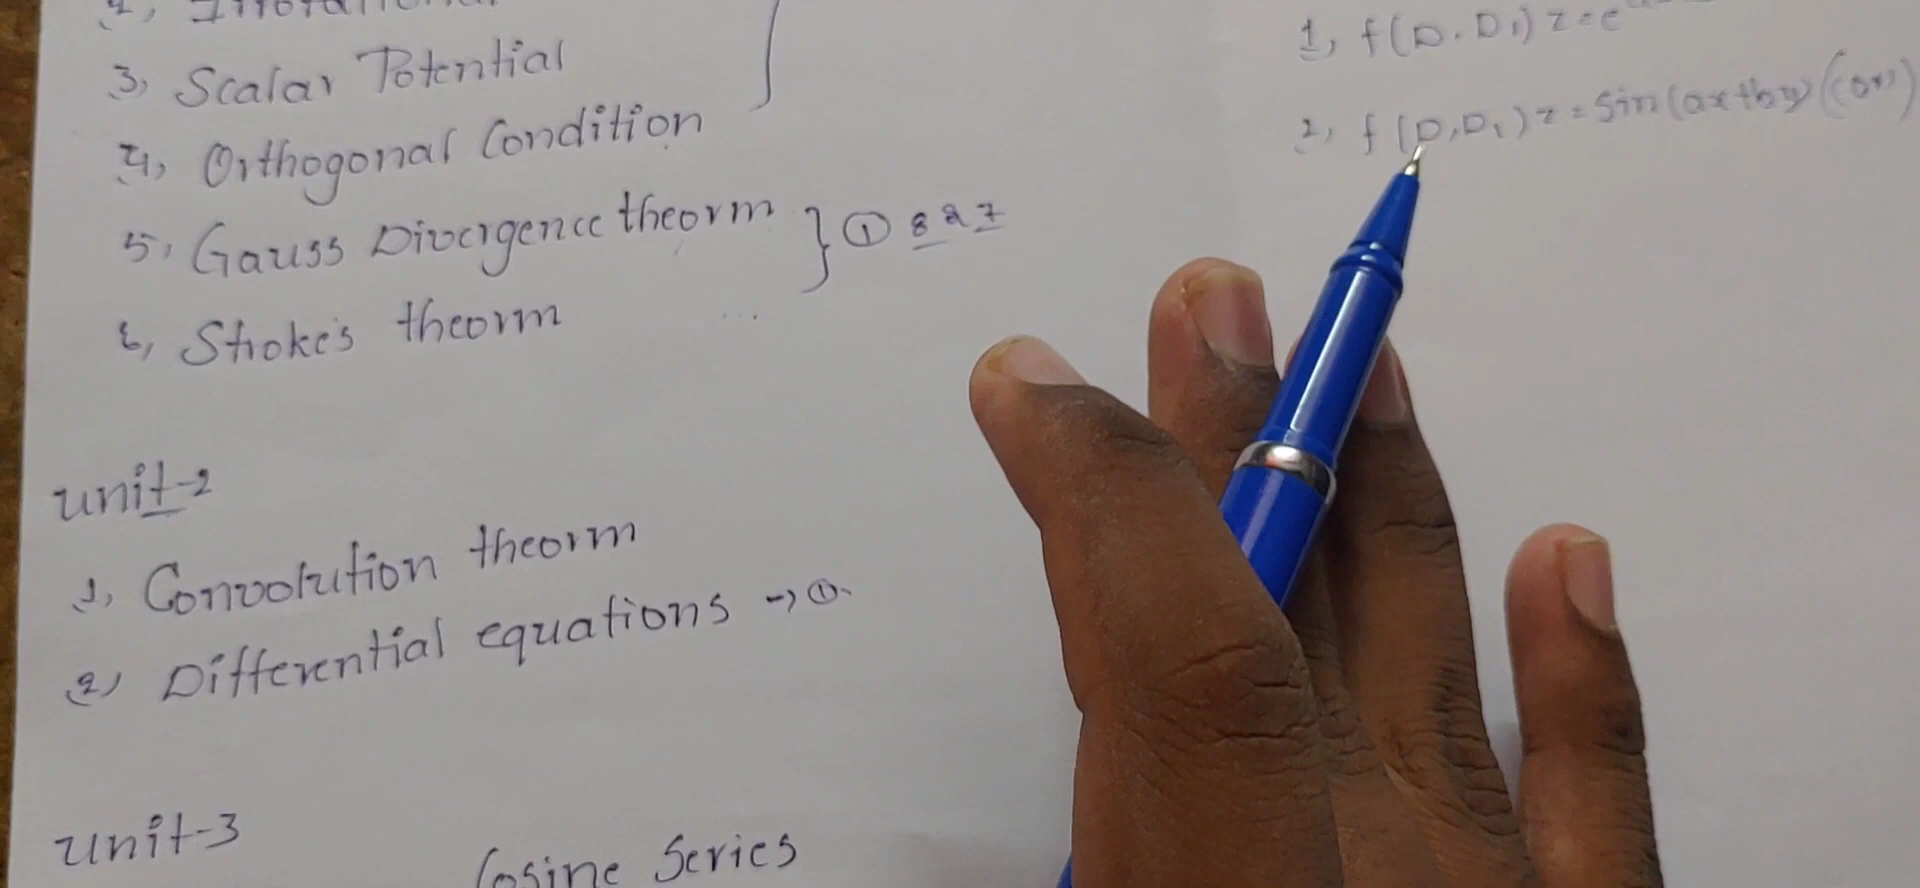 3, Scalar Potential
4, Orthogonal Condition
5, Gauss Divergence theorm } ① 8 2 7
6, Stroke's theorm
unit-2
1, Convolution theorm
2) Differential equations → ①.
unit-3
Cosine Series
1, f(D, D₁) z = e
2, f(D, D₁) z = sin(ax+by)